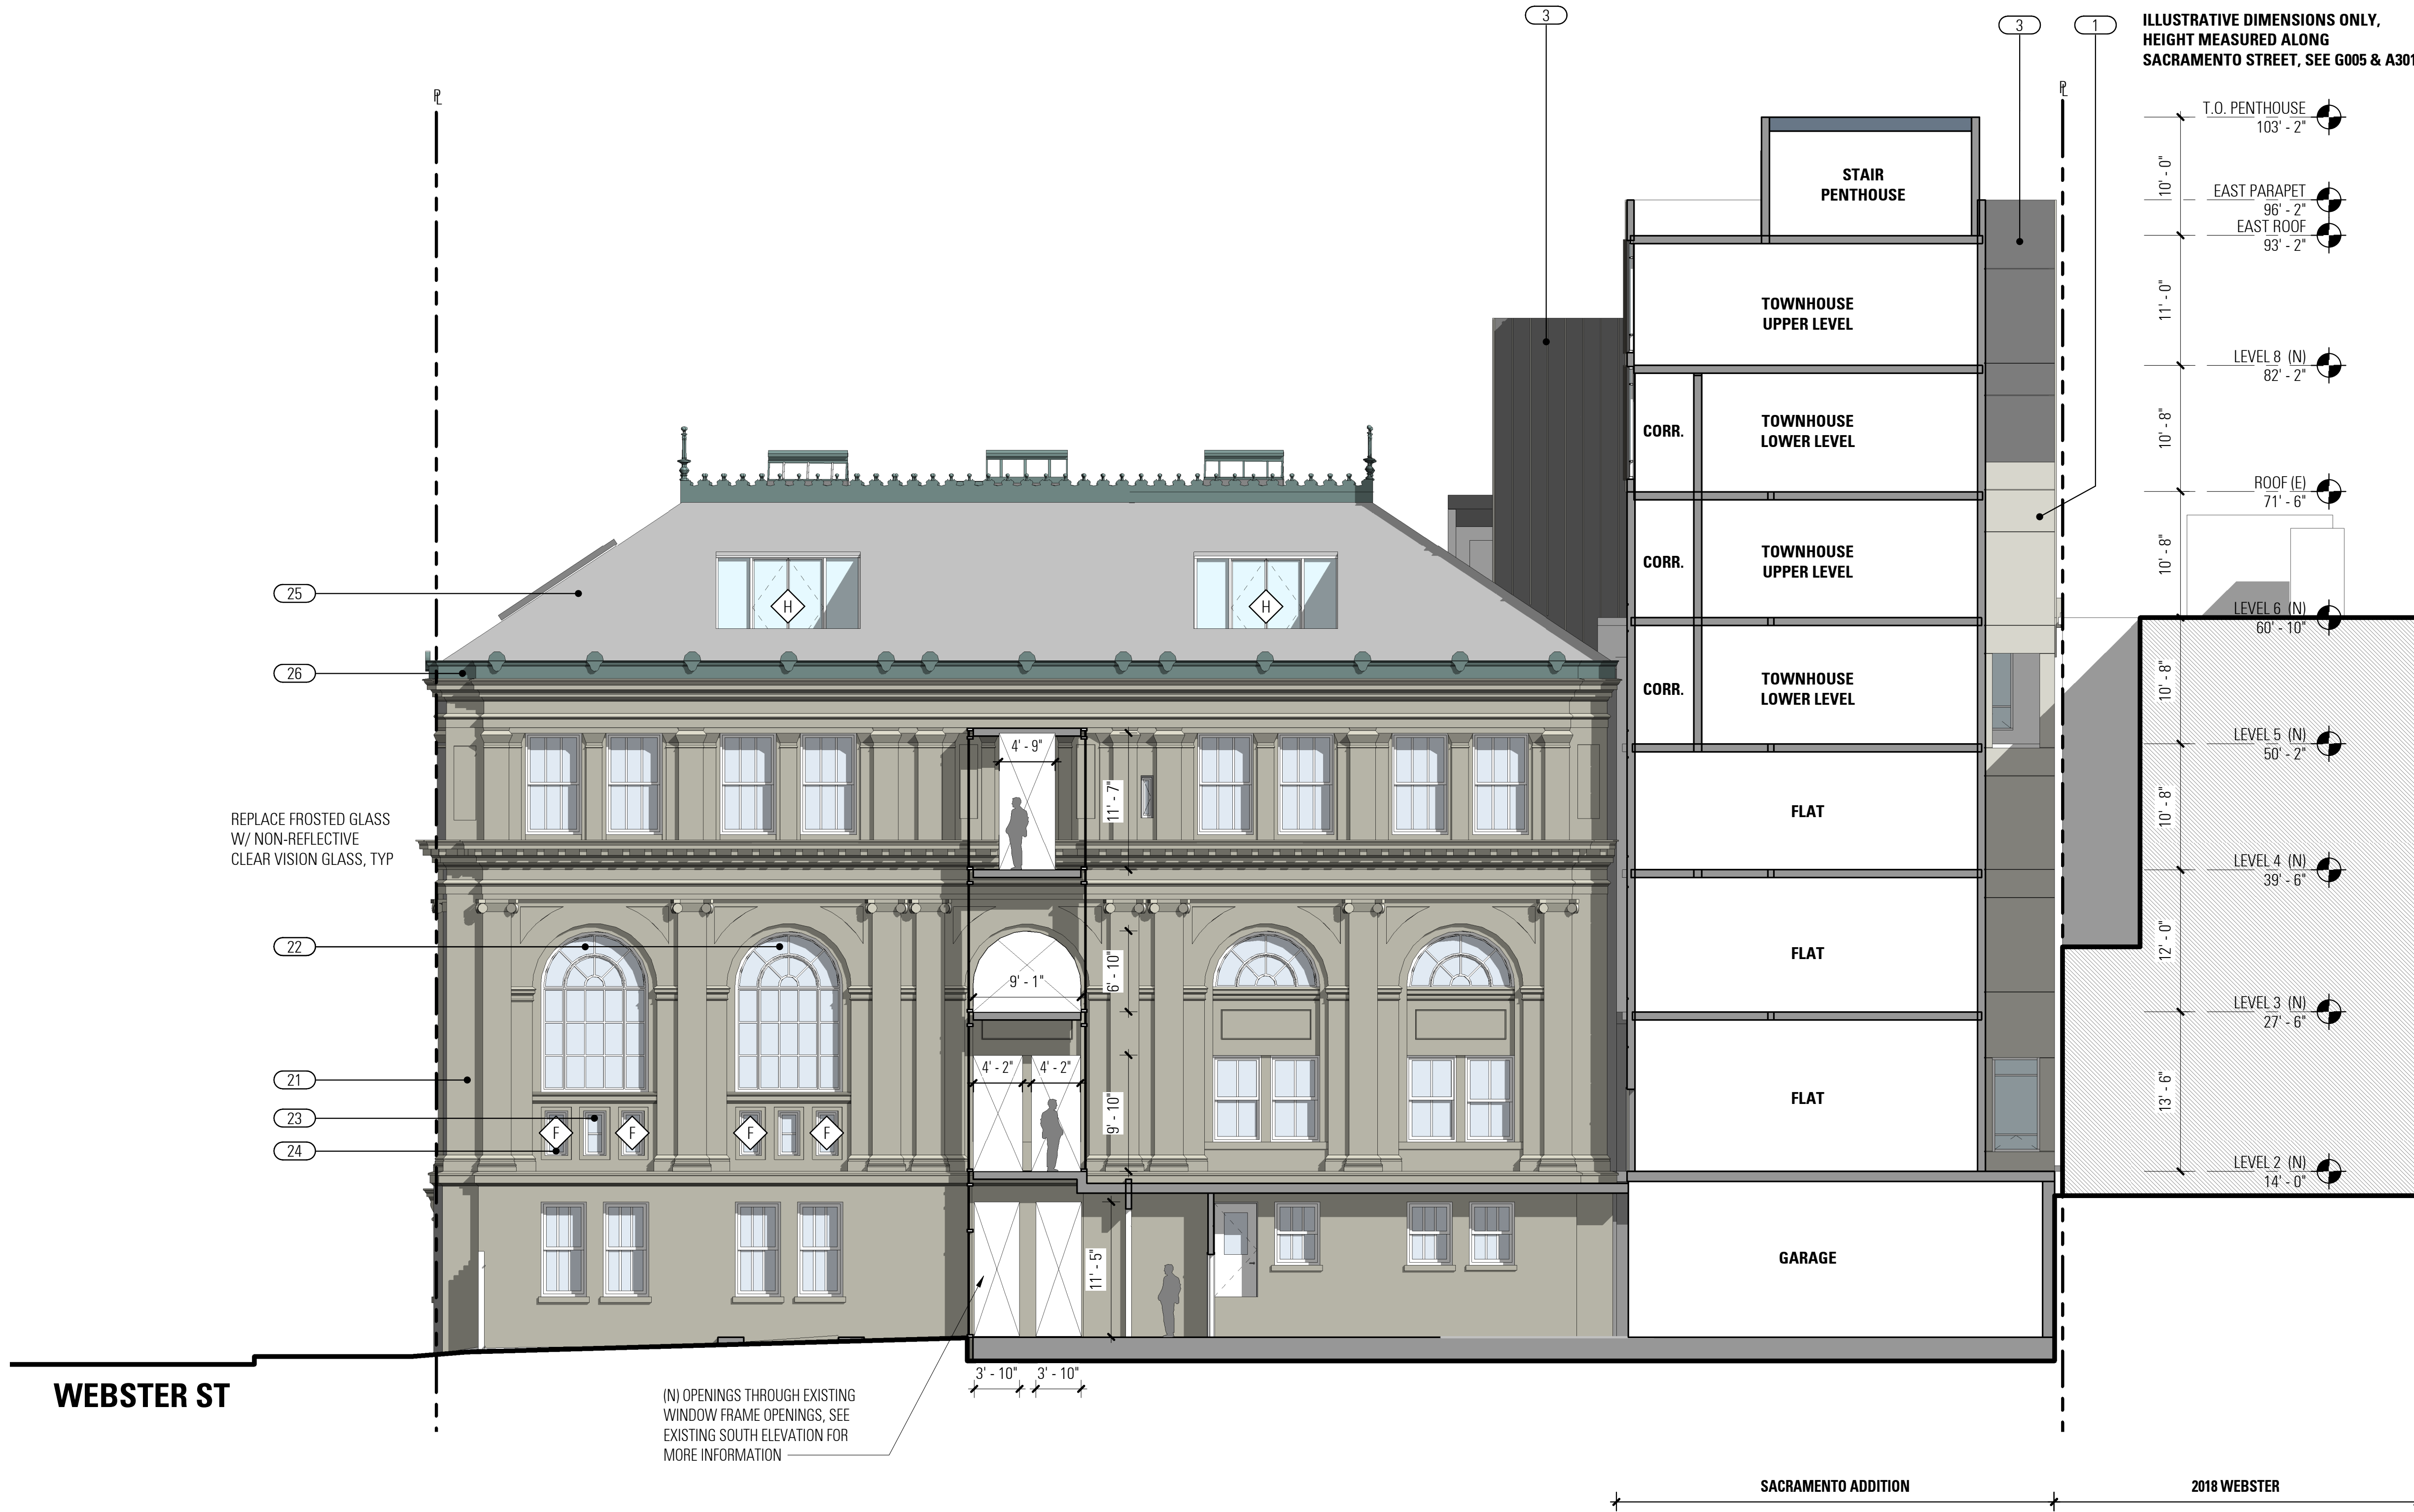 3
3
1
ILLUSTRATIVE DIMENSIONS ONLY,
HEIGHT MEASURED ALONG
SACRAMENTO STREET, SEE G005 & A301
PL
PL
T.O. PENTHOUSE
103' - 2"
10' - 0"
EAST PARAPET
96' - 2"
EAST ROOF
93' - 2"
STAIR
PENTHOUSE
11' - 0"
TOWNHOUSE
UPPER LEVEL
LEVEL 8 (N)
82' - 2"
10' - 8"
CORR.
TOWNHOUSE
LOWER LEVEL
ROOF (E)
71' - 6"
10' - 8"
CORR.
TOWNHOUSE
UPPER LEVEL
25
H
H
LEVEL 6 (N)
60' - 10"
26
10' - 8"
CORR.
TOWNHOUSE
LOWER LEVEL
LEVEL 5 (N)
50' - 2"
4' - 9"
11' - 7"
10' - 8"
REPLACE FROSTED GLASS
W/ NON-REFLECTIVE
CLEAR VISION GLASS, TYP
FLAT
LEVEL 4 (N)
39' - 6"
22
6' - 10"
9' - 1"
FLAT
12' - 0"
LEVEL 3 (N)
27' - 6"
21
4' - 2"
4' - 2"
9' - 10"
FLAT
13' - 6"
23
24
F
F
F
F
LEVEL 2 (N)
14' - 0"
11' - 5"
GARAGE
WEBSTER ST
3' - 10"
3' - 10"
(N) OPENINGS THROUGH EXISTING
WINDOW FRAME OPENINGS, SEE
EXISTING SOUTH ELEVATION FOR
MORE INFORMATION
SACRAMENTO ADDITION
2018 WEBSTER